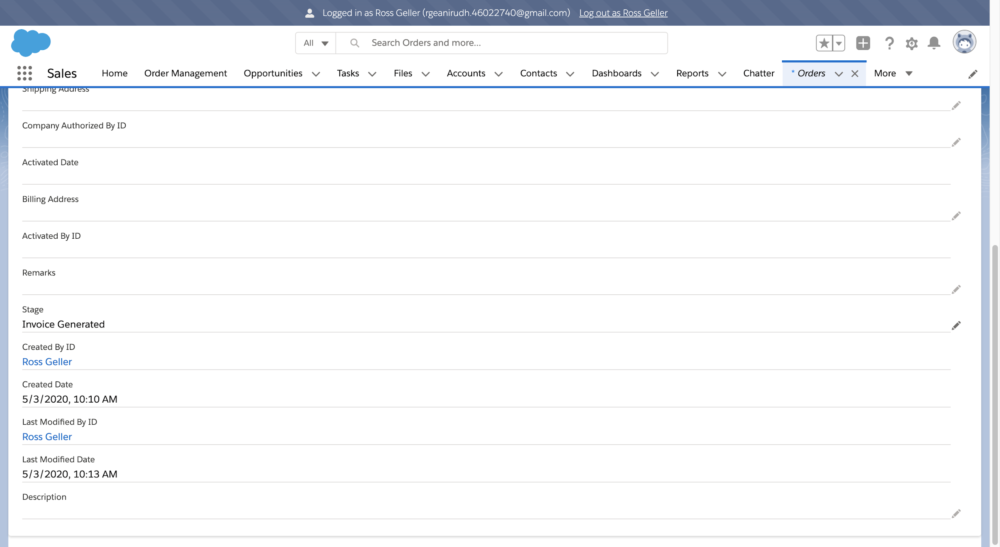 Logged in as Ross Geller (rgeanirudh.46022740@gmail.com) Log out as Ross Geller
All Search Orders and more...
Sales Home Order Management Opportunities Tasks Files Accounts Contacts Dashboards Reports Chatter * Orders More
Shipping Address
Company Authorized By ID
Activated Date
Billing Address
Activated By ID
Remarks
Stage
Invoice Generated
Created By ID
Ross Geller
Created Date
5/3/2020, 10:10 AM
Last Modified By ID
Ross Geller
Last Modified Date
5/3/2020, 10:13 AM
Description